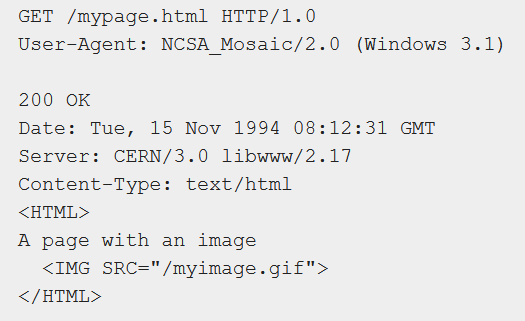 GET /mypage.html HTTP/1.0
User-Agent: NCSA_Mosaic/2.0 (Windows 3.1)

200 OK
Date: Tue, 15 Nov 1994 08:12:31 GMT
Server: CERN/3.0 libwww/2.17
Content-Type: text/html
<HTML>
A page with an image
  <IMG SRC="/myimage.gif">
</HTML>